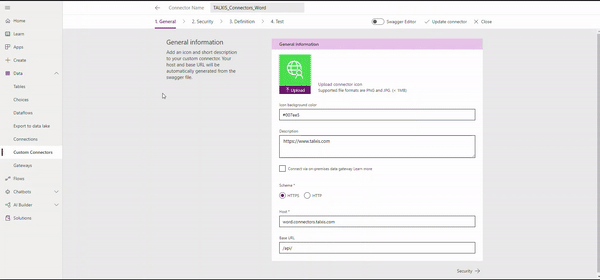 Connector Name
TALXIS_Connectors_Word
1. General
2. Security
3. Definition
4. Test
Swagger Editor
Update connector
Close
Home
Learn
Apps
Create
Data
Tables
Choices
Dataflows
Export to data lake
Connections
Custom Connectors
Gateways
Flows
Chatbots
AI Builder
Solutions
General information
Add an icon and short description
to your custom connector. Your
host and base URL will be
automatically generated from the
swagger file.
General information
Upload
Upload connector icon
Supported file formats are PNG and JPG. (< 1MB)
Icon background color
#007ee5
Description
https://www.talxis.com
Connect via on-premises data gateway Learn more
Scheme *
HTTPS
HTTP
Host *
word.connectors.talxis.com
Base URL
/api/
Security